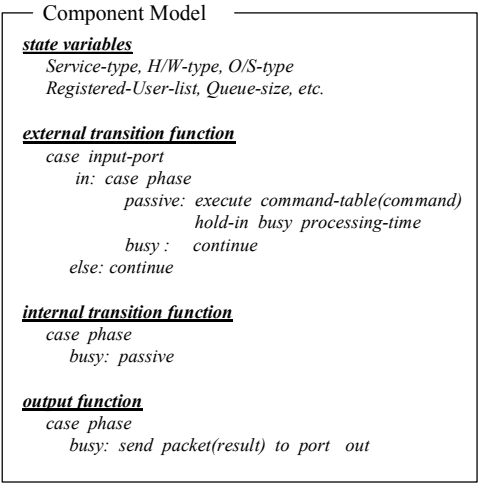 Component Model
state variables
Service-type, H/W-type, O/S-type
Registered-User-list, Queue-size, etc.
external transition function
case input-port
in: case phase
passive: execute command-table(command)
hold-in busy processing-time
busy : continue
else: continue
internal transition function
case phase
busy: passive
output function
case phase
busy: send packet(result) to port out